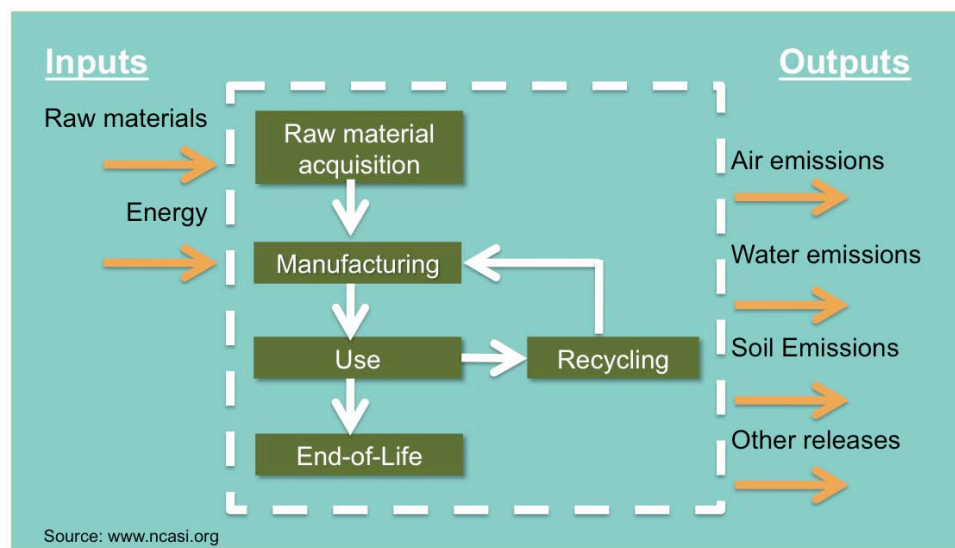 Inputs
Outputs
Raw materials
Energy
Raw material
acquisition
Manufacturing
Use
Recycling
End-of-Life
Air emissions
Water emissions
Soil Emissions
Other releases
Source: www.ncasi.org